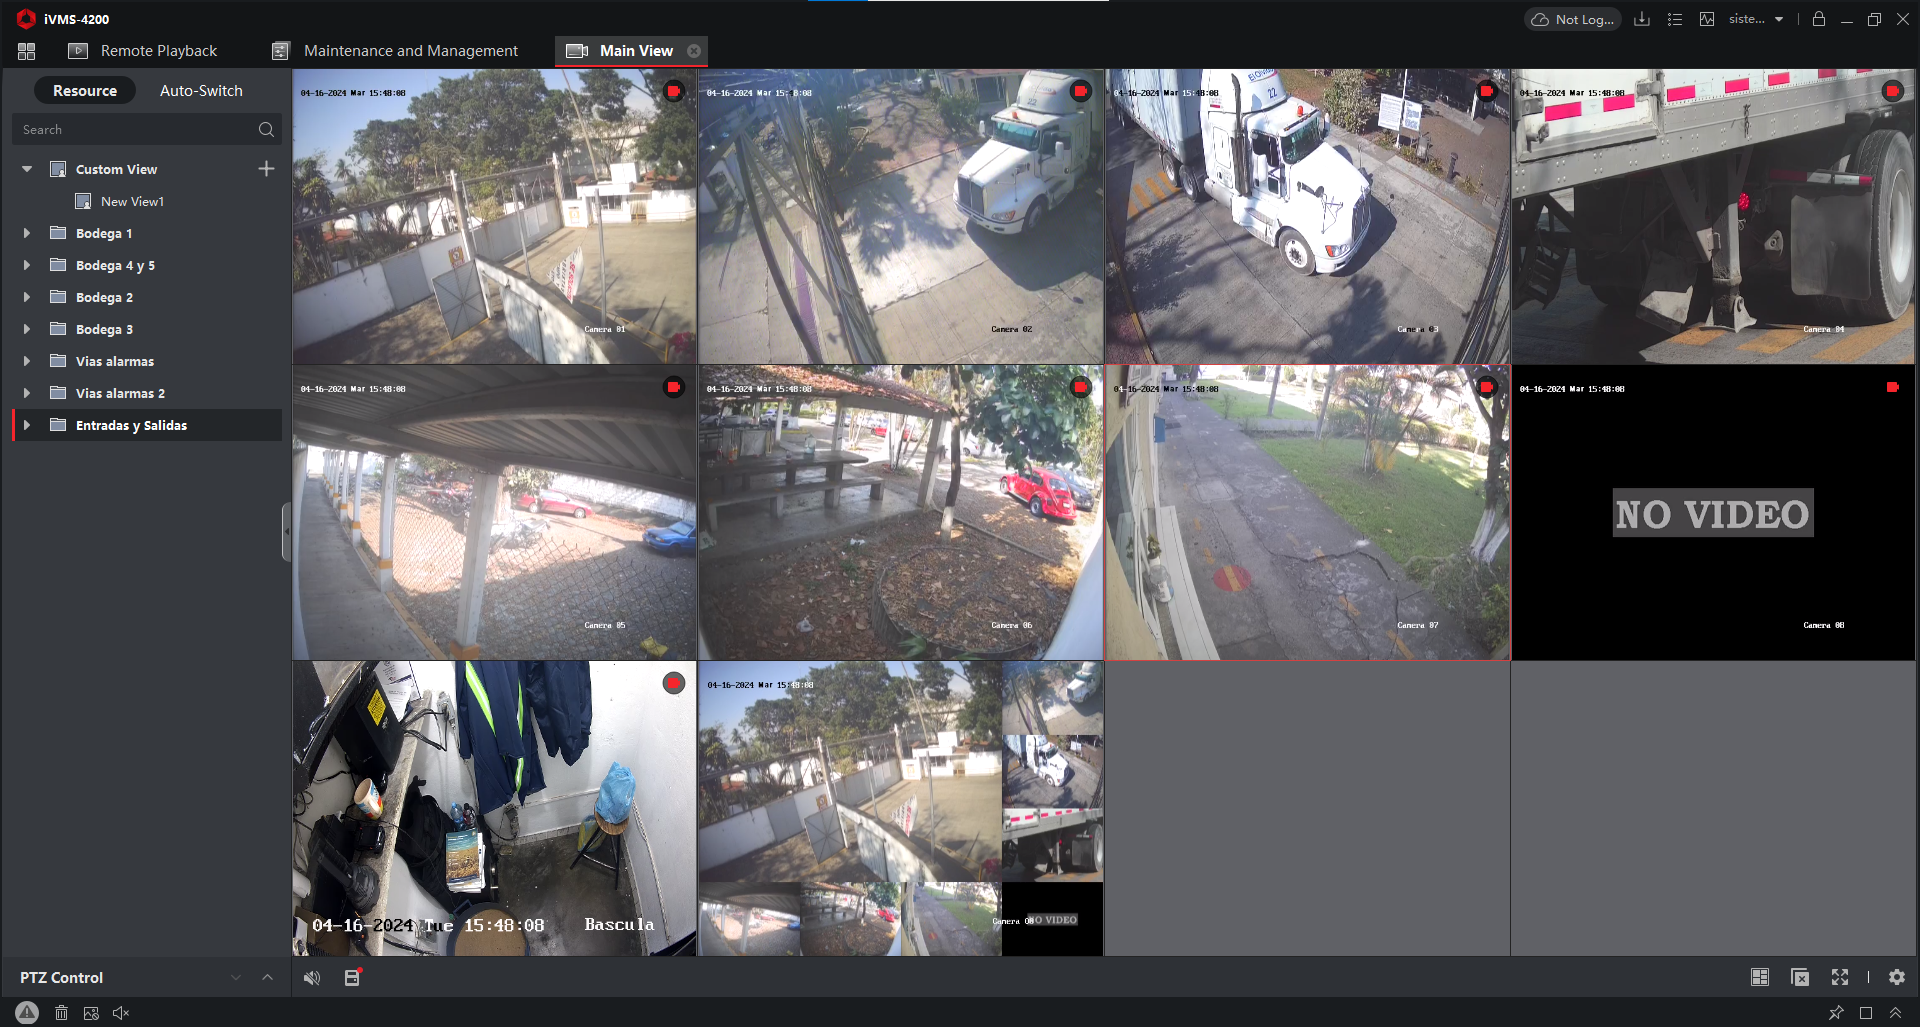 iVMS-4200
Not Log...
siste...
Remote Playback
Maintenance and Management
Main View
Resource
Auto-Switch
Search
Custom View
New View1
Bodega 1
Bodega 4 y 5
Bodega 2
Bodega 3
Vias alarmas
Vias alarmas 2
Entradas y Salidas
PTZ Control
04-16-2024 Mar 15:48:08
Camera 01
04-16-2024 Mar 15:48:08
Camera 02
04-16-2024 Mar 15:48:08
22
Camera 03
04-16-2024 Mar 15:48:08
Camera 04
04-16-2024 Mar 15:48:08
Camera 05
04-16-2024 Mar 15:48:08
Camera 06
04-16-2024 Mar 15:48:08
Camera 07
04-16-2024 Mar 15:48:08
NO VIDEO
Camera 08
04-16-2024 Tue 15:48:08
Bascula
04-16-2024 Mar 15:48:08
Camera 08
NO VIDEO